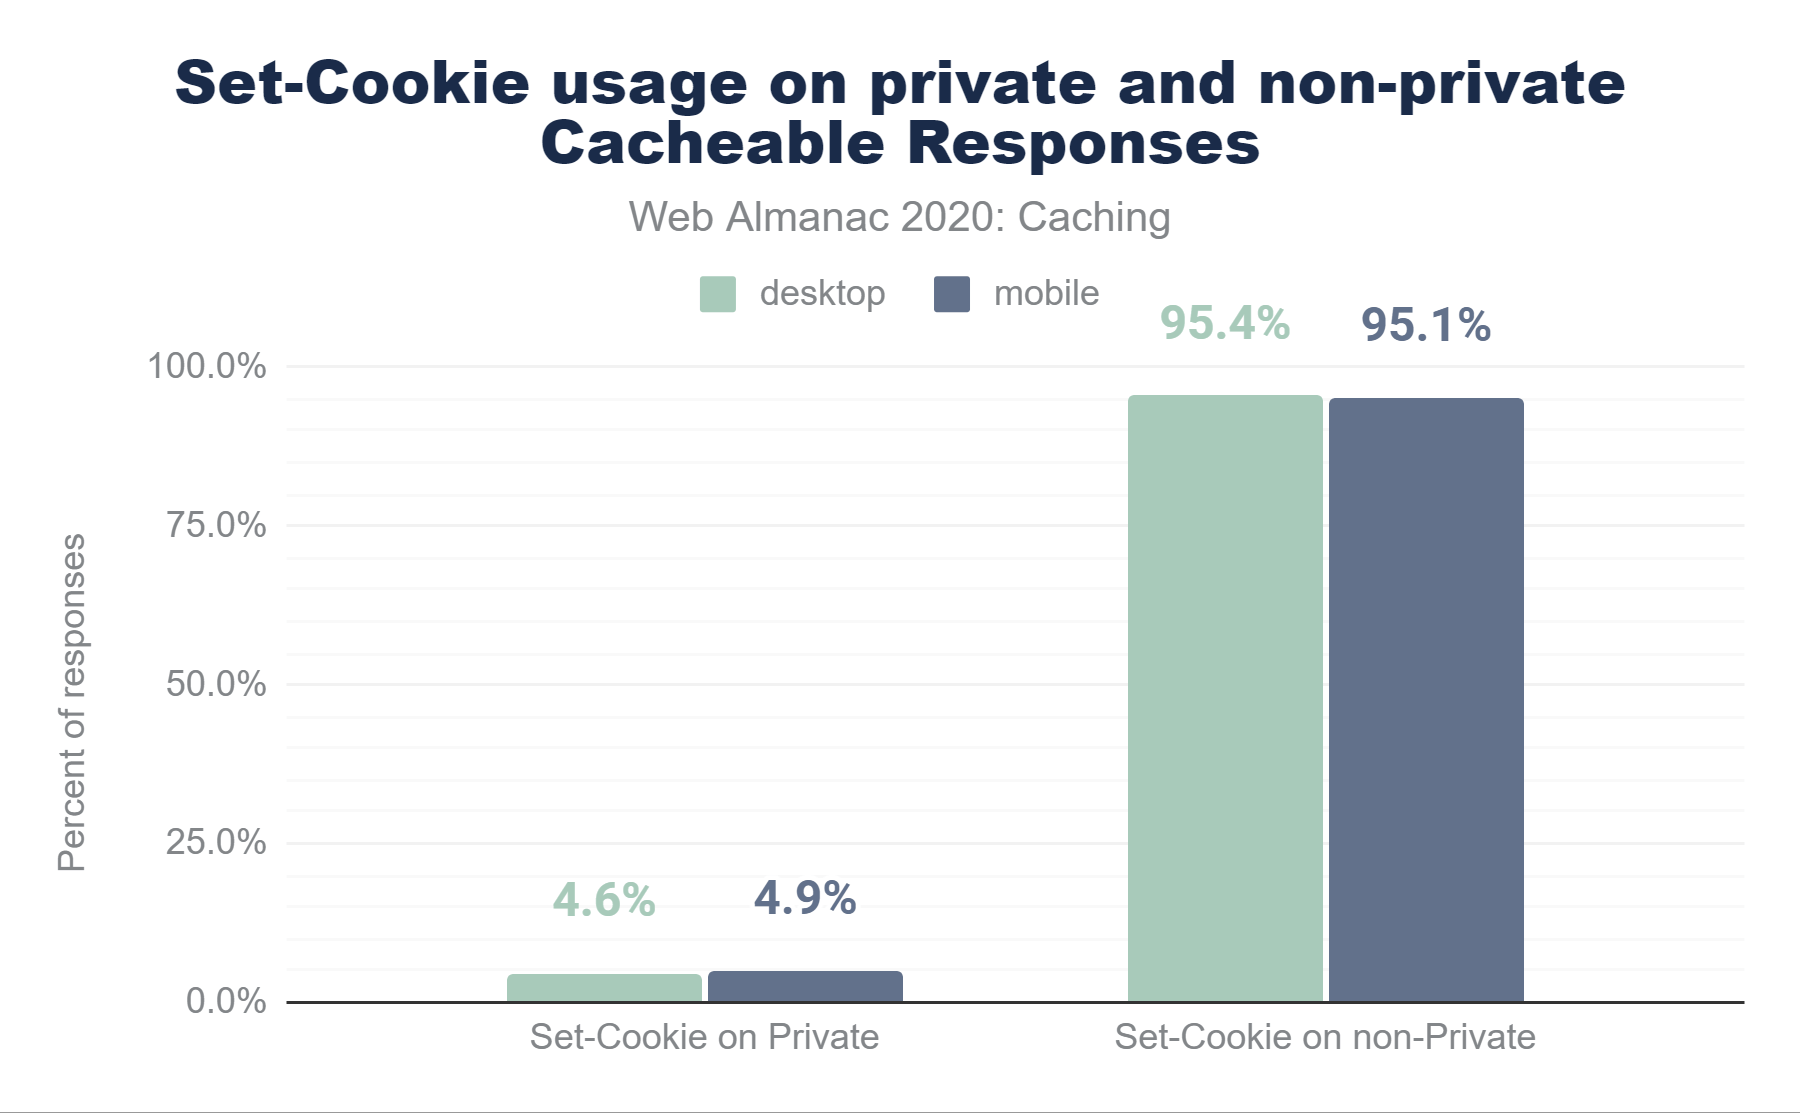 Set-Cookie usage on private and non-private
Cacheable Responses
Web Almanac 2020: Caching
desktop
mobile
95.4%
95.1%
100.0%
75.0%
50.0%
25.0%
0.0%
Percent of responses
4.6%
4.9%
Set-Cookie on Private
Set-Cookie on non-Private